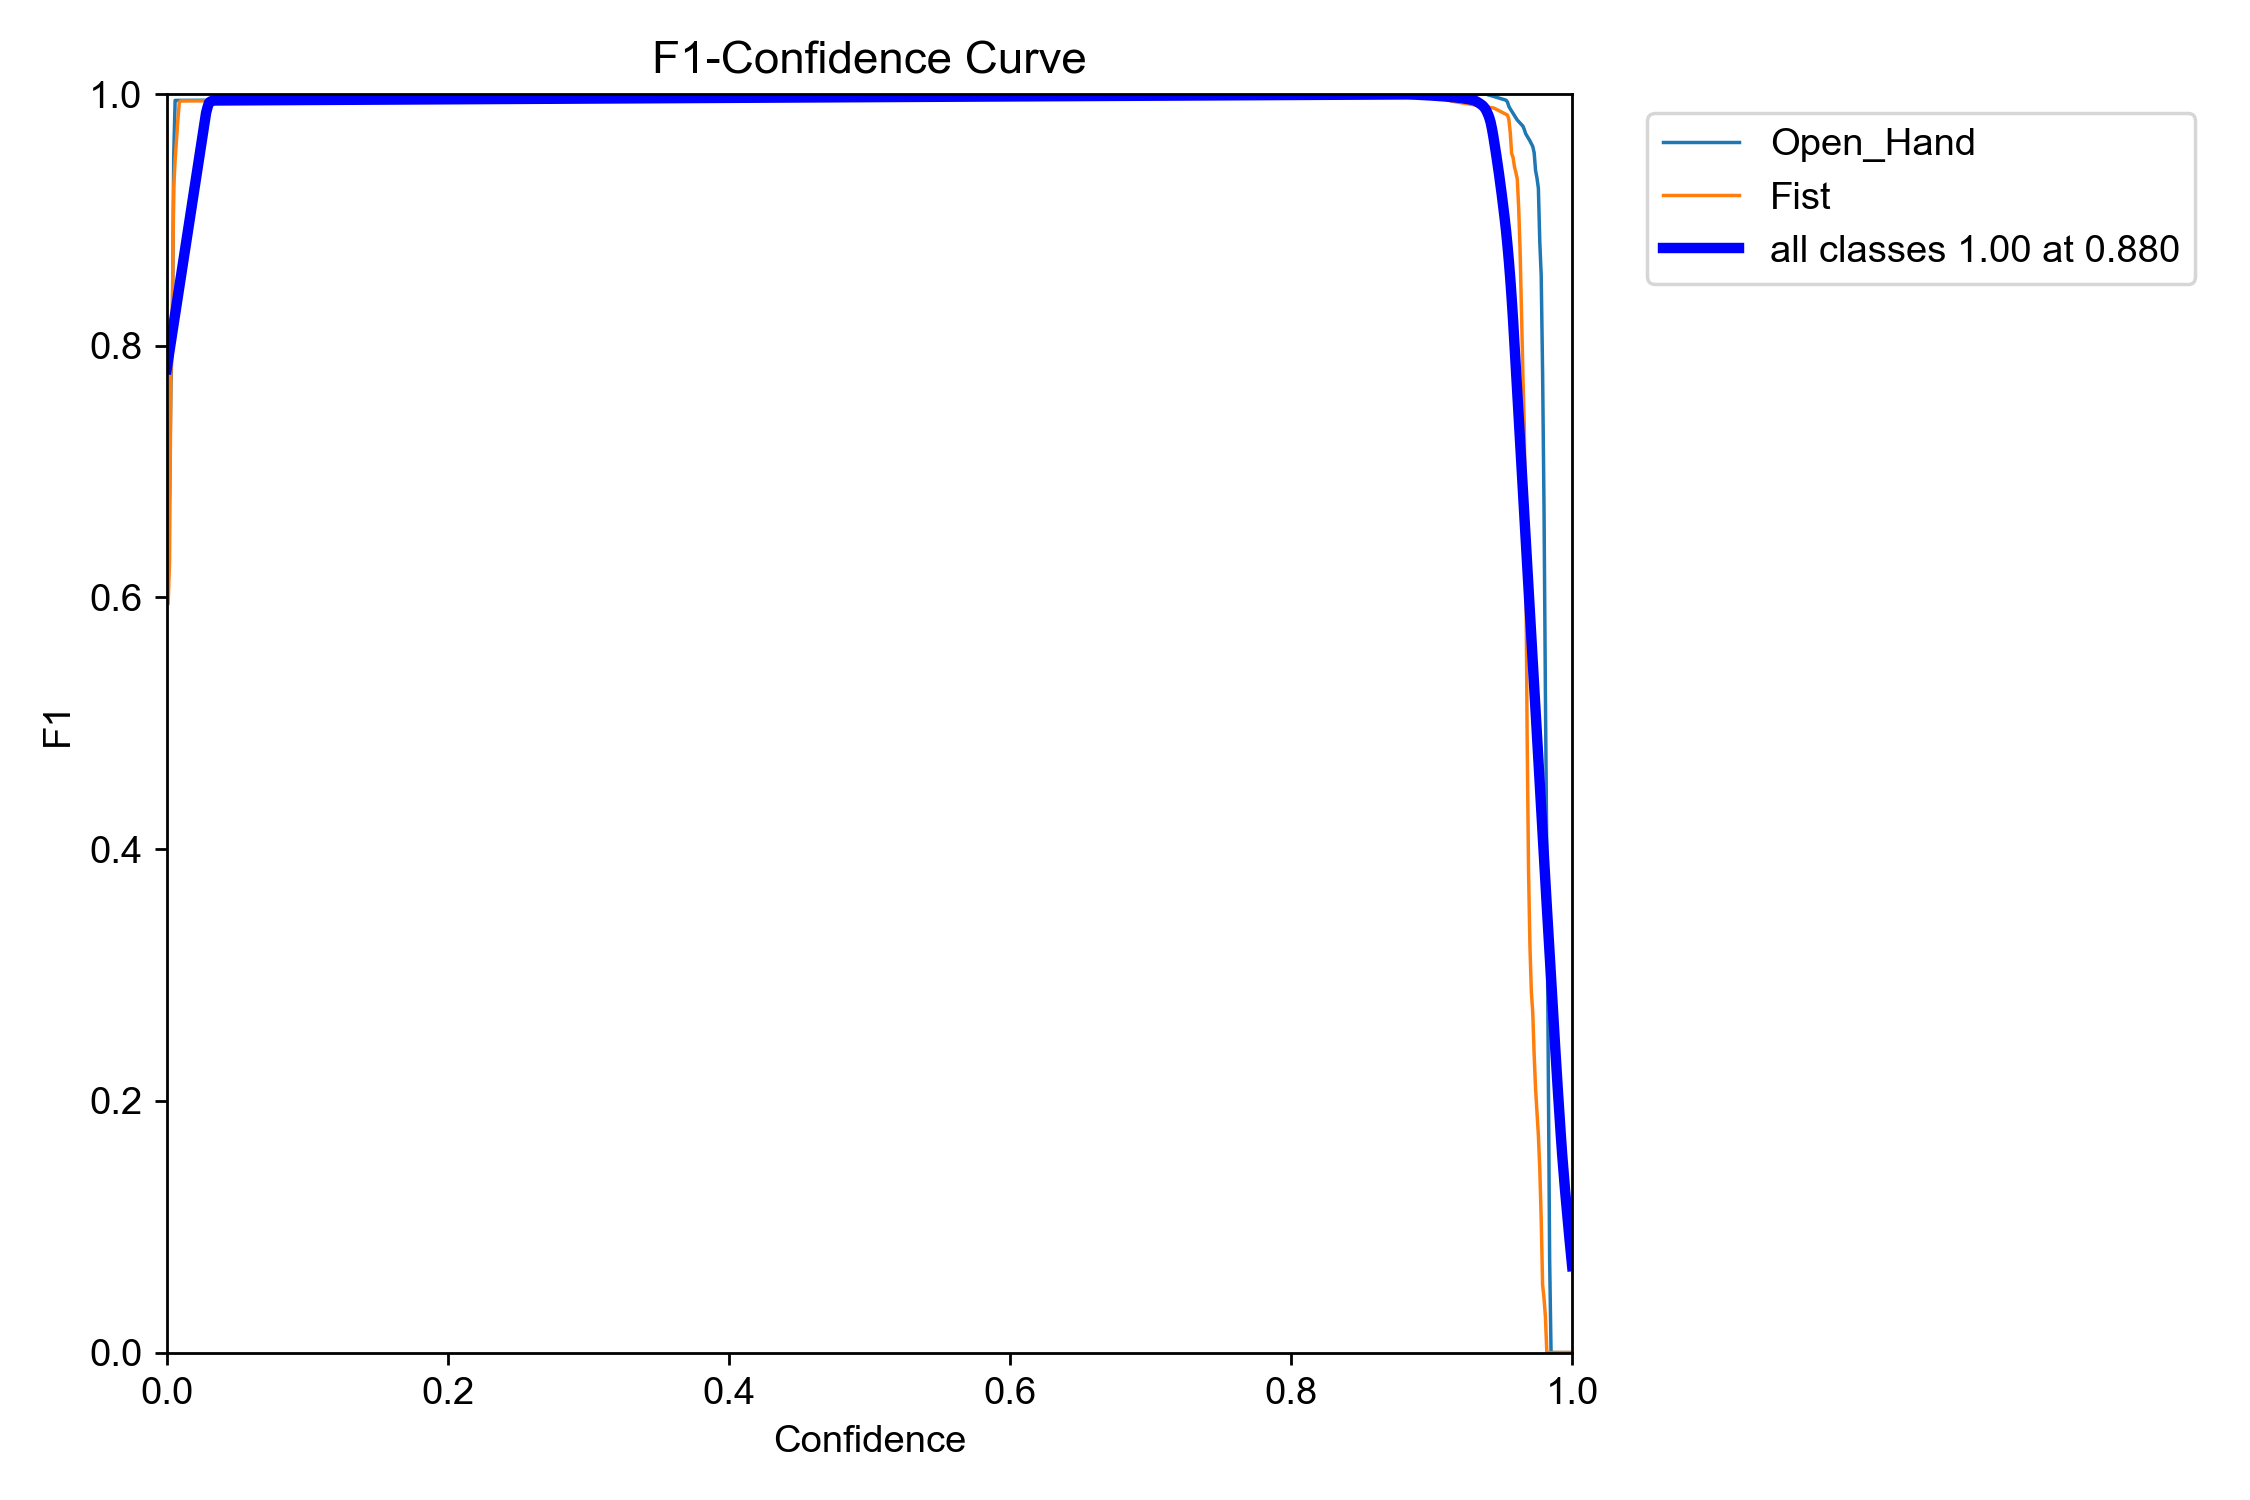 F1-Confidence Curve
1.0
0.8
0.6
0.4
0.2
0.0
F1
0.0 0.2 0.4 0.6 0.8 1.0
Confidence
Open_Hand
Fist
all classes 1.00 at 0.880